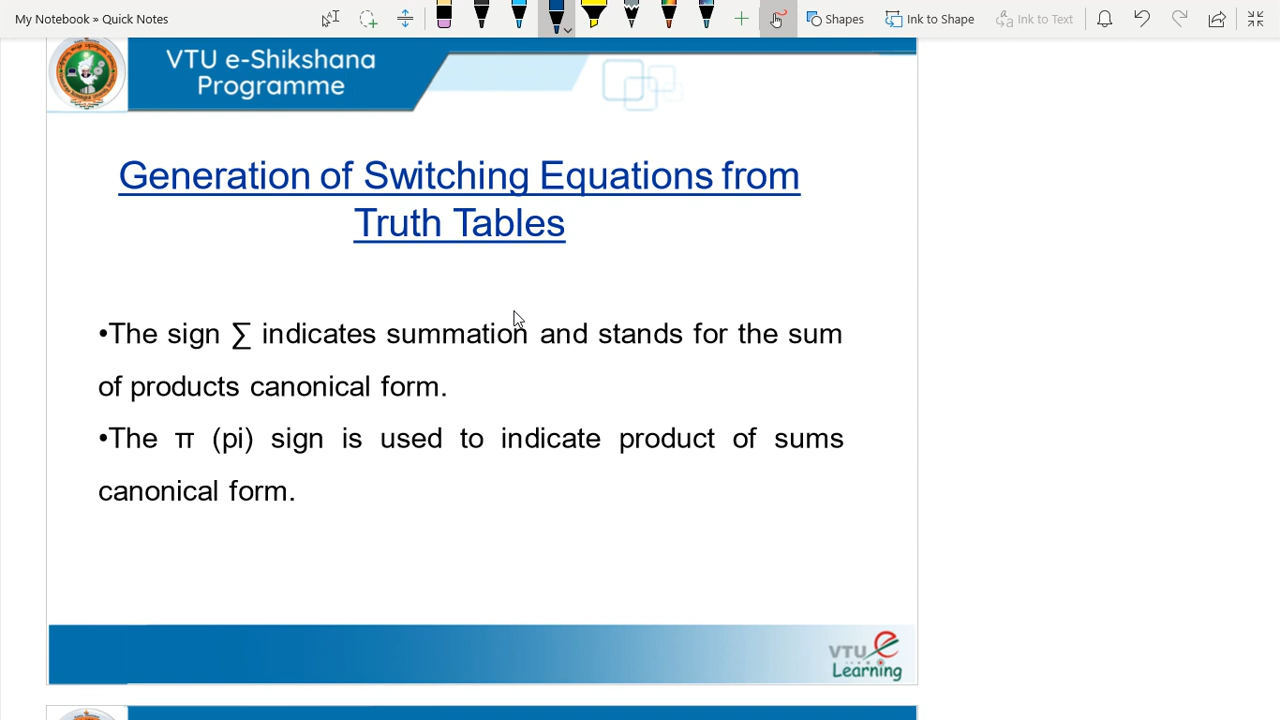 My Notebook » Quick Notes
Shapes
Ink to Shape
Ink to Text
VTU e-Shikshana
Programme
Generation of Switching Equations from
Truth Tables
•The sign ∑ indicates summation and stands for the sum
of products canonical form.
•The π (pi) sign is used to indicate product of sums
canonical form.
VTU e
Learning